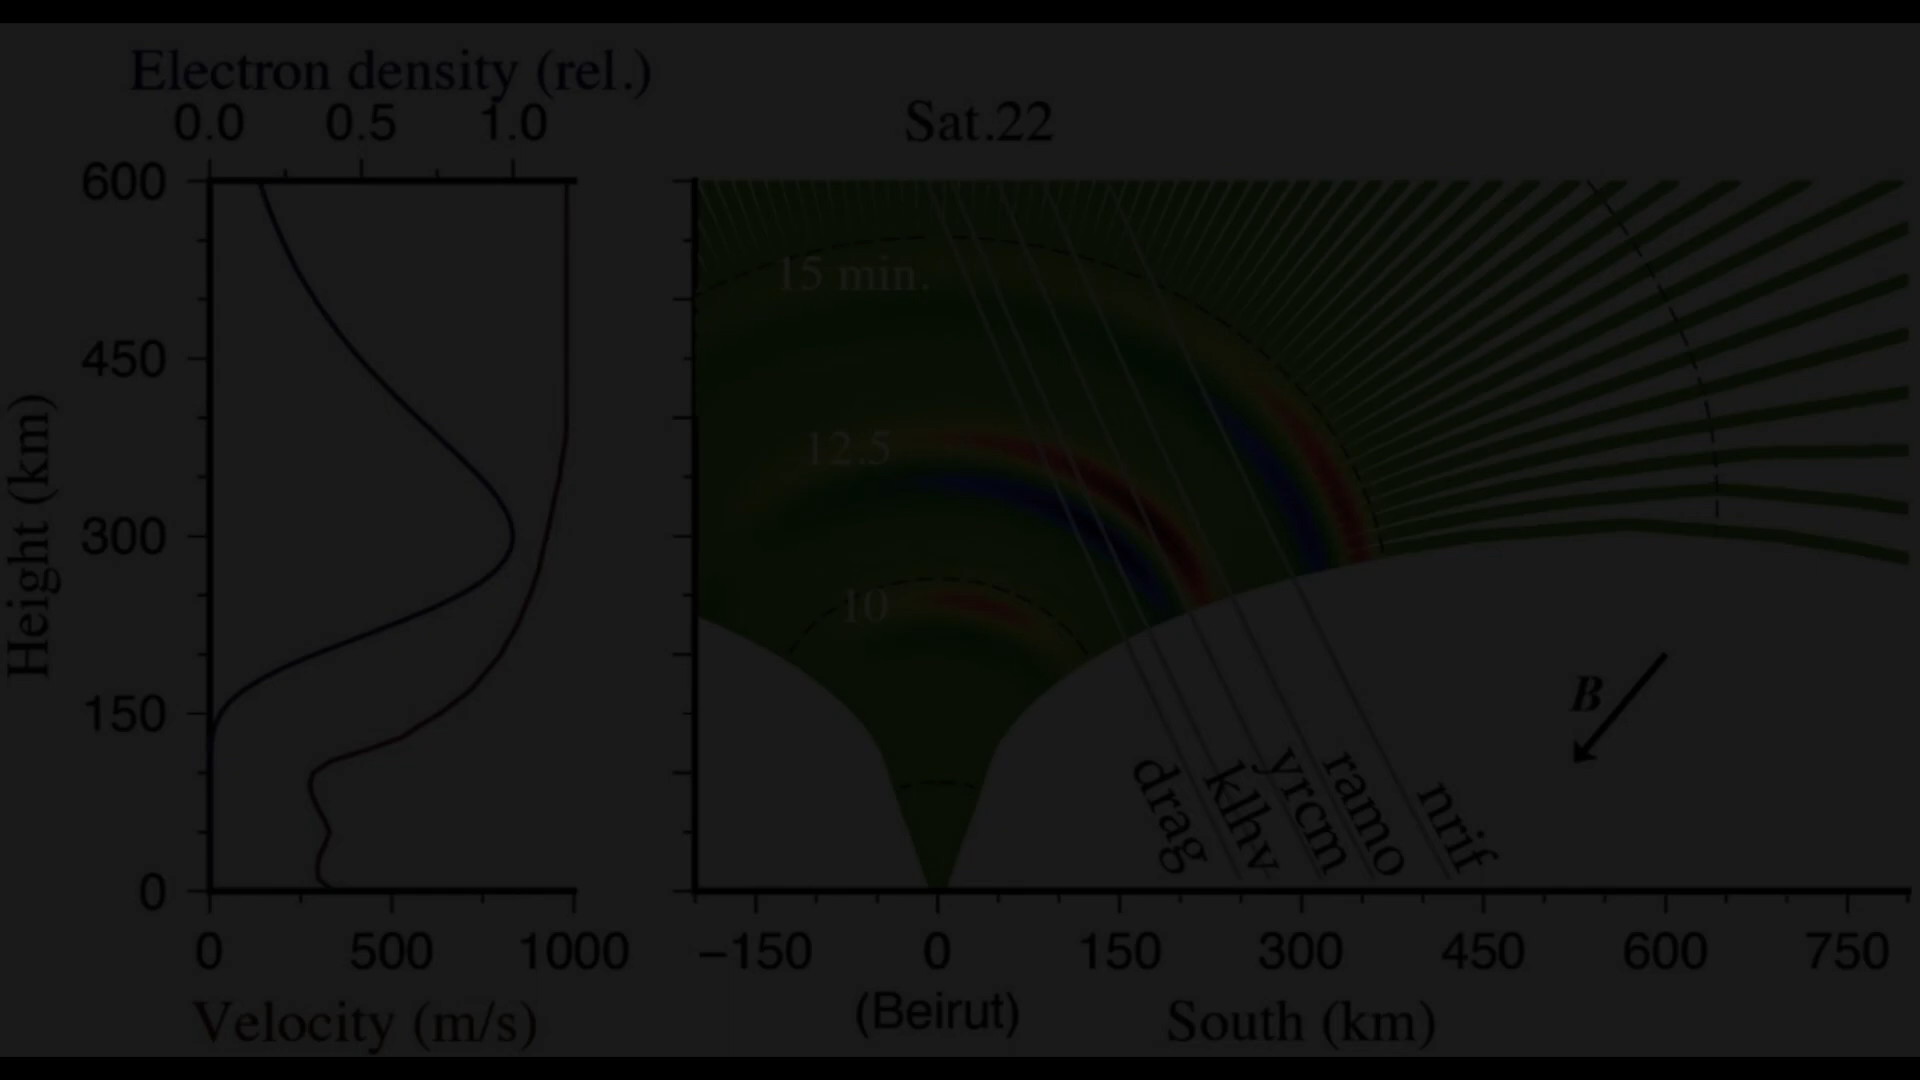 Electron density (rel.)
0.0 0.5 1.0
Sat.22
600
450
300
150
0
Height (km)
0 500 1000
Velocity (m/s)
15 min.
12.5
10
B
drag
klhv
yrcm
ramo
nrif
−150 0 150 300 450 600 750
(Beirut)
South (km)